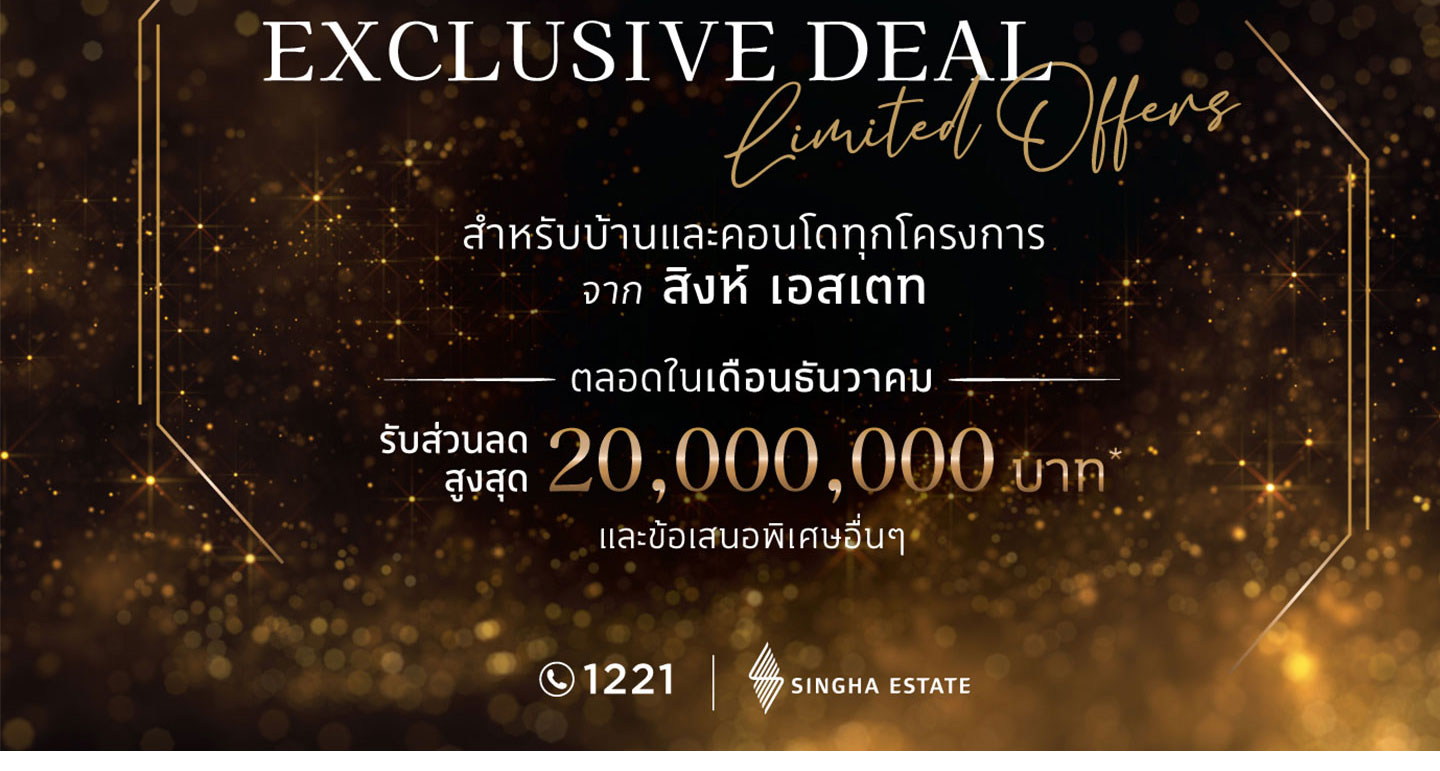 EXCLUSIVE DEAL
Limited Offers
สำหรับบ้านและคอนโดทุกโครงการ
จาก สิงห์ เอสเตท
ตลอดในเดือนธันวาคม
รับส่วนลด
สูงสุด 20,000,000 บาท*
และข้อเสนอพิเศษอื่นๆ
1221
SINGHA ESTATE